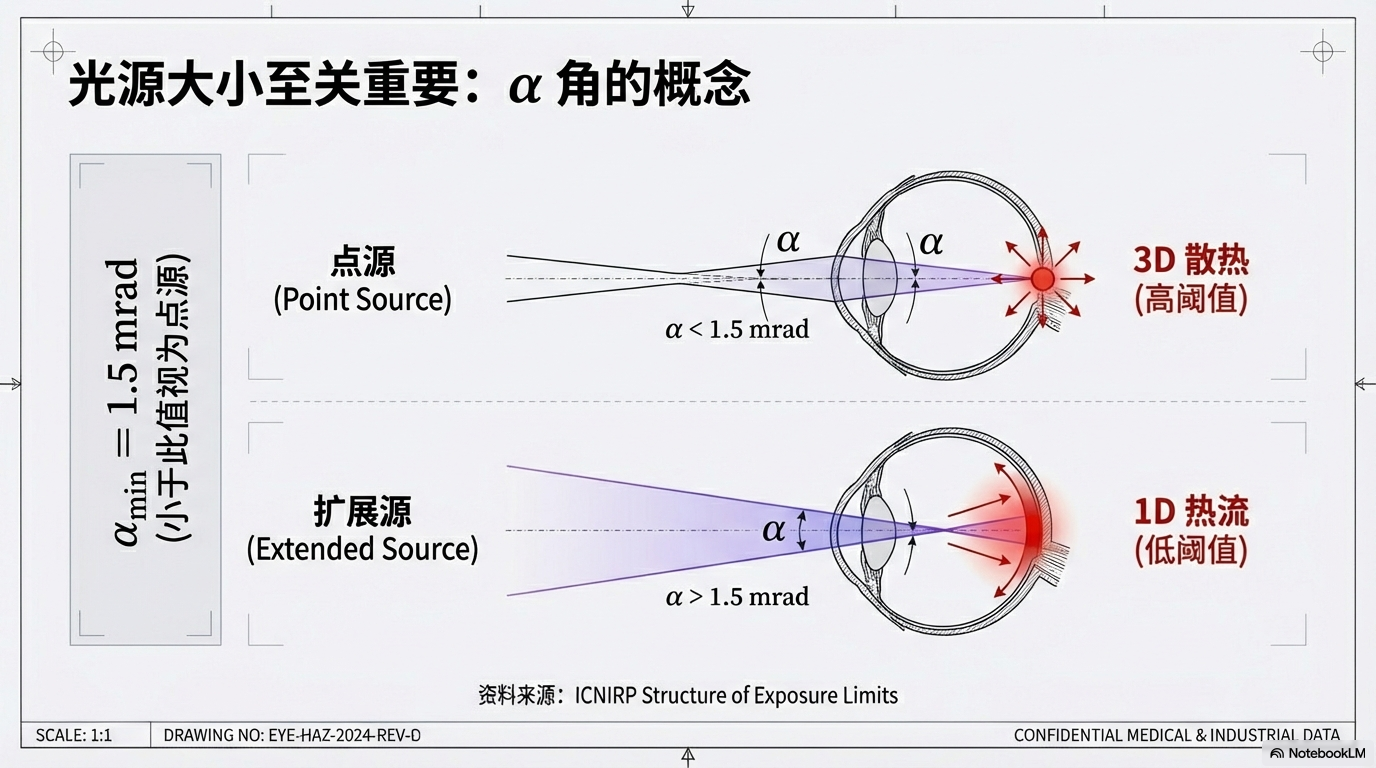 光源大小至关重要：α 角的概念
αmin = 1.5 mrad
(小于此值视为点源)
点源
(Point Source)
α
α
α < 1.5 mrad
3D 散热
(高阈值)
扩展源
(Extended Source)
α
α > 1.5 mrad
1D 热流
(低阈值)
资料来源：ICNIRP Structure of Exposure Limits
SCALE: 1:1
DRAWING NO: EYE-HAZ-2024-REV-D
CONFIDENTIAL MEDICAL & INDUSTRIAL DATA
NotebookLM